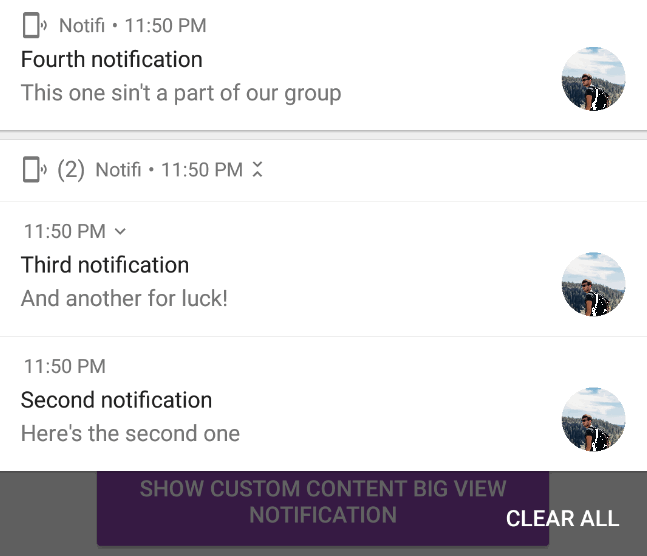 Notifi • 11:50 PM
Fourth notification
This one sin't a part of our group
(2) Notifi • 11:50 PM
11:50 PM
Third notification
And another for luck!
11:50 PM
Second notification
Here's the second one
SHOW CUSTOM CONTENT BIG VIEW
NOTIFICATION
CLEAR ALL